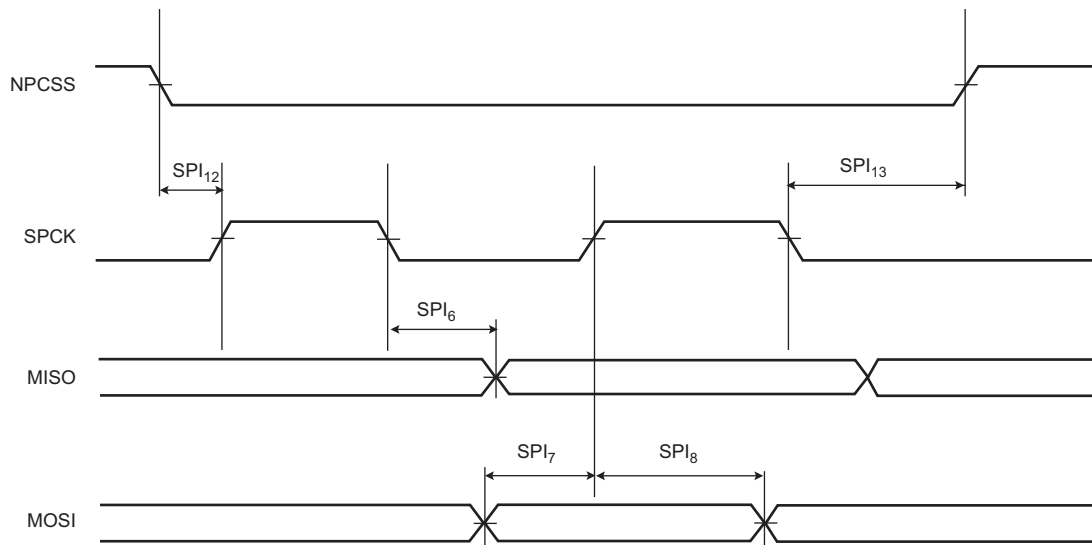 NPCSS
SPI₁₂
SPI₁₃
SPCK
SPI₆
MISO
SPI₇
SPI₈
MOSI